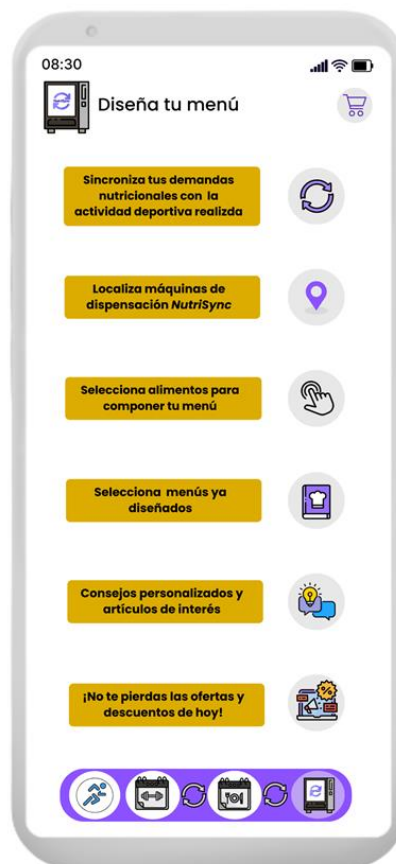 08:30
Diseña tu menú
Sincroniza tus demandas
nutricionales con la
actividad deportiva realizda
Localiza máquinas de
dispensación NutriSync
Selecciona alimentos para
componer tu menú
Selecciona menús ya
diseñados
Consejos personalizados y
artículos de interés
%
¡No te pierdas las ofertas y
descuentos de hoy!